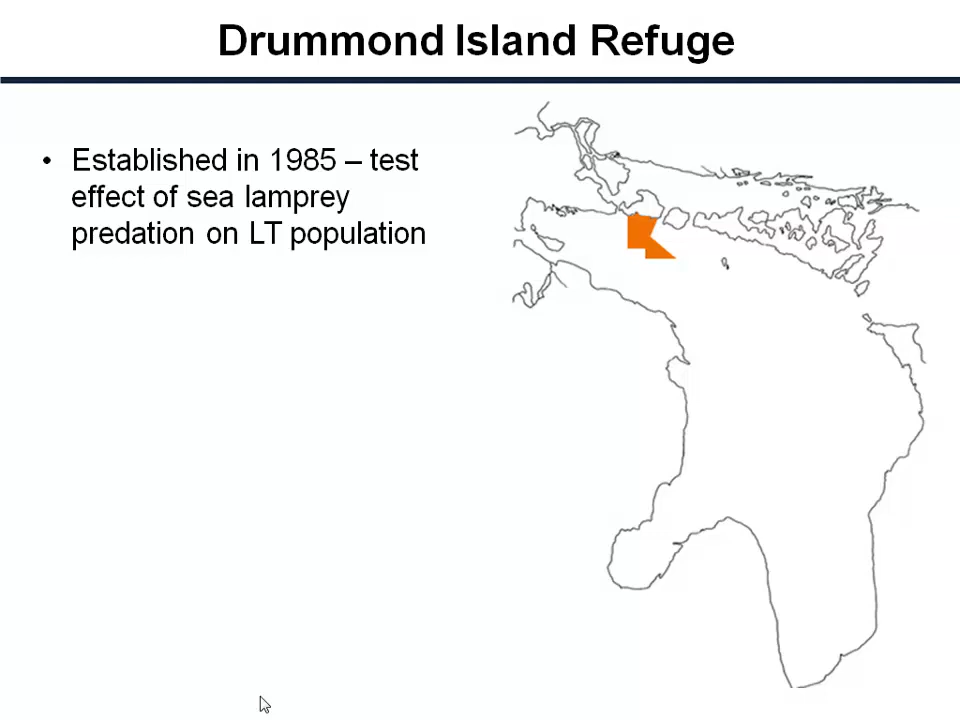 Drummond Island Refuge
• Established in 1985 – test
effect of sea lamprey
predation on LT population